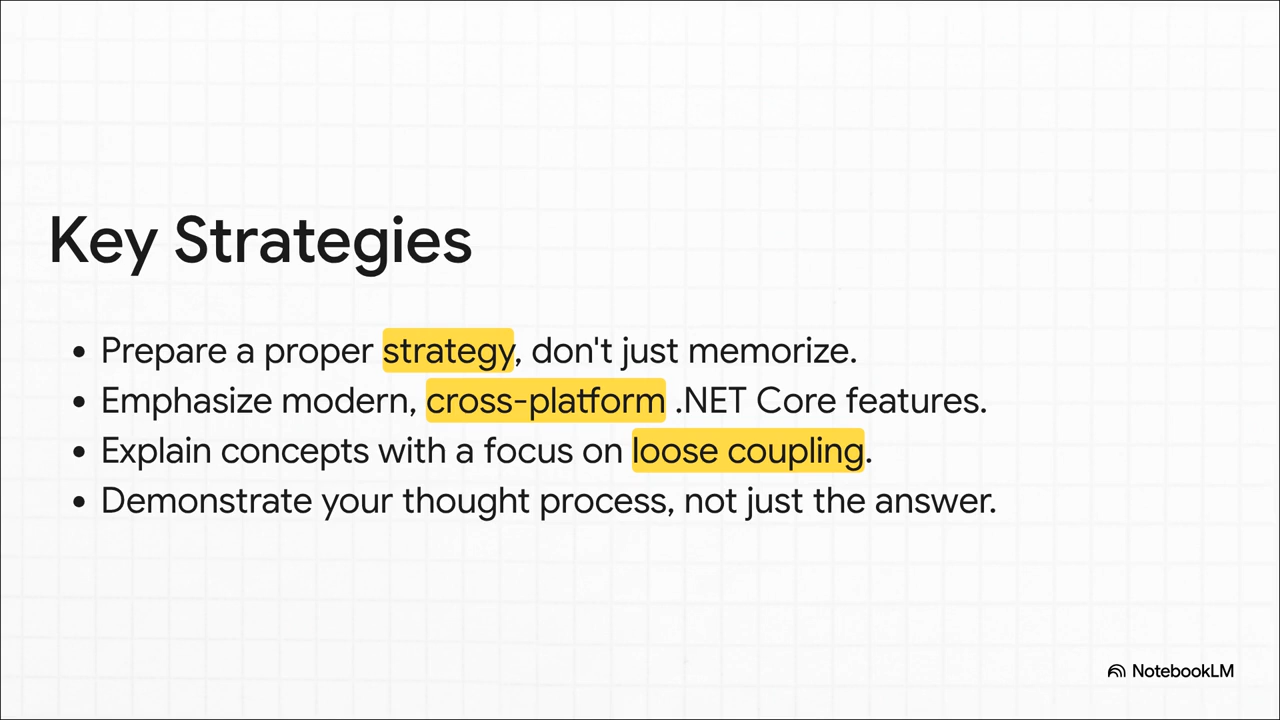 Key Strategies
• Prepare a proper strategy, don't just memorize.
• Emphasize modern, cross-platform .NET Core features.
• Explain concepts with a focus on loose coupling.
• Demonstrate your thought process, not just the answer.
NotebookLM